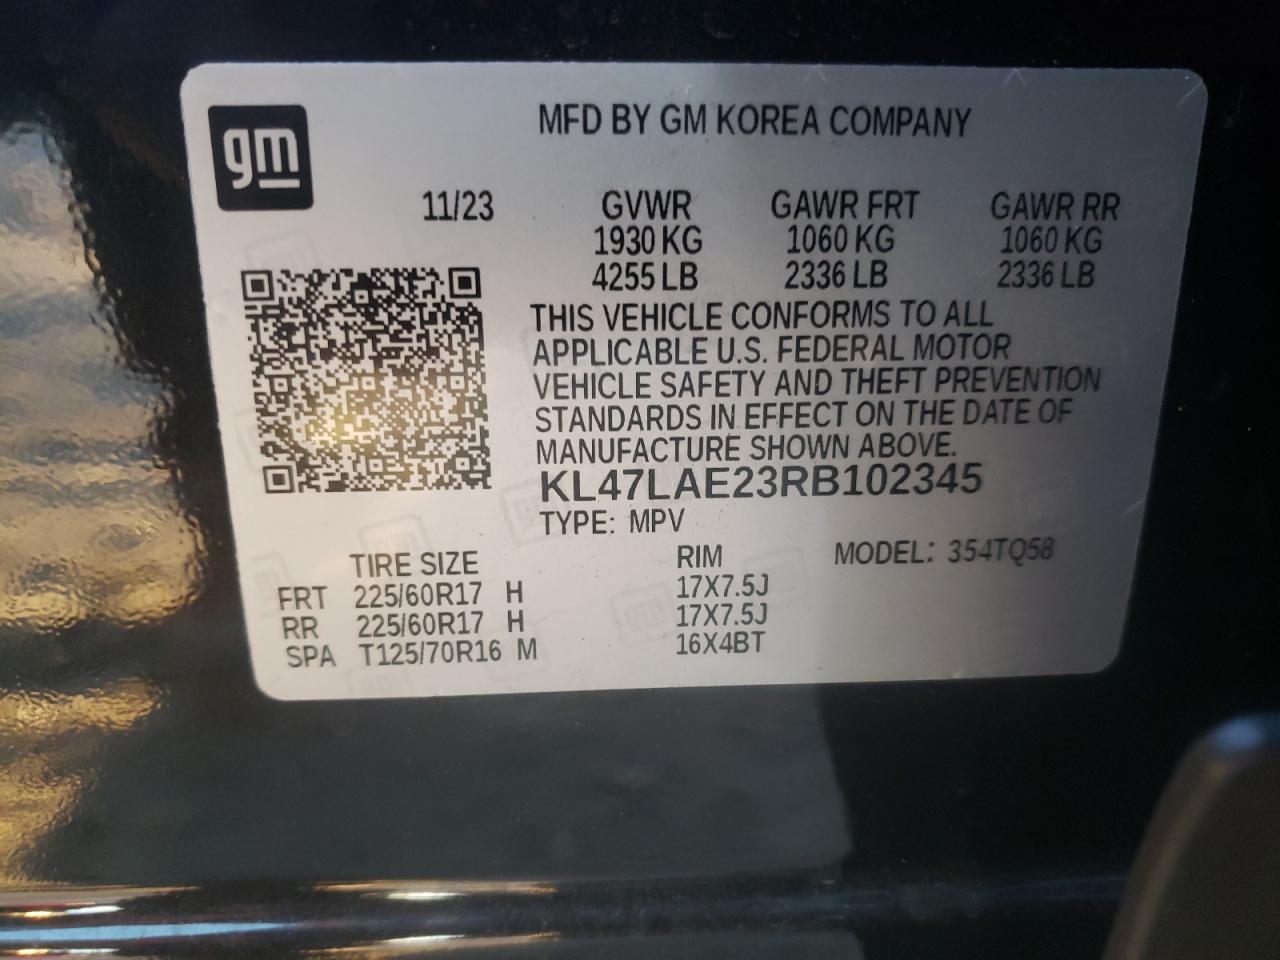 gm
MFD BY GM KOREA COMPANY
11/23 GVWR GAWR FRT GAWR RR
1930 KG 1060 KG 1060 KG
4255 LB 2336 LB 2336 LB
THIS VEHICLE CONFORMS TO ALL
APPLICABLE U.S. FEDERAL MOTOR
VEHICLE SAFETY AND THEFT PREVENTION
STANDARDS IN EFFECT ON THE DATE OF
MANUFACTURE SHOWN ABOVE.
KL47LAE23RB102345
TYPE: MPV
TIRE SIZE RIM MODEL: 354TQ58
FRT 225/60R17 H 17X7.5J
RR 225/60R17 H 17X7.5J
SPA T125/70R16 M 16X4BT